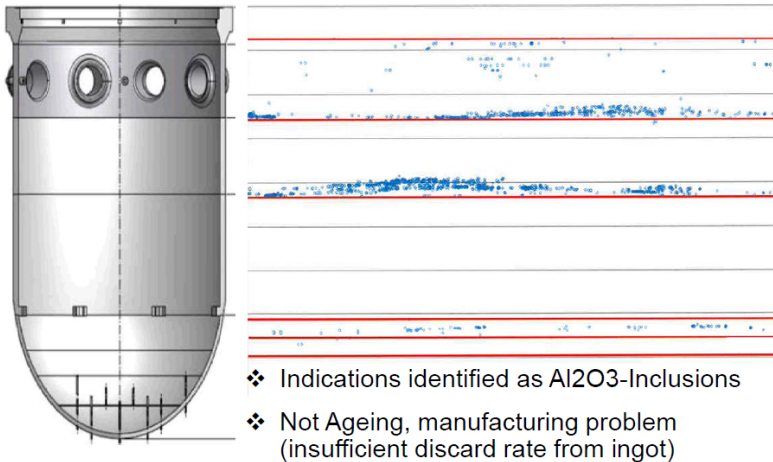 ❖ Indications identified as Al2O3-Inclusions
❖ Not Ageing, manufacturing problem
(insufficient discard rate from ingot)